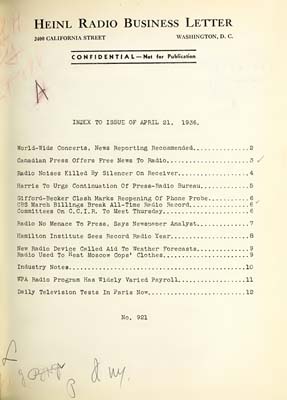 HEINL RADIO BUSINESS LETTER
2400 CALIFORNIA STREET WASHINGTON, D. C.
CONFIDENTIAL — Not for Publication
A
INDEX TO ISSUE OF APRIL 21, 1936.
World-Wide Concerts, News Reporting Recommended....................2
Canadian Press Offers Free News To Radio....................3
Radio Noises Killed By Silencer On Receiver....................4
Harris To Urge Continuation Of Press-Radio Bureau....................5
Gifford-Becker Clash Marks Reopening Of Phone Probe....................6
CBS March Billings Break All-Time Radio Record....................6
Committees On C.C.I.R. To Meet Thursday....................6
Radio No Menace To Press, Says Newspaper Analyst....................7
Hamilton Institute Sees Record Radio Year....................8
New Radio Device Called Aid To Weather Forecasts....................9
Radio Used To Heat Moscow Cops' Clothes....................9
Industry Notes....................10
WPA Radio Program Has Widely Varied Payroll....................11
Daily Television Tests In Paris Now....................12
No. 921